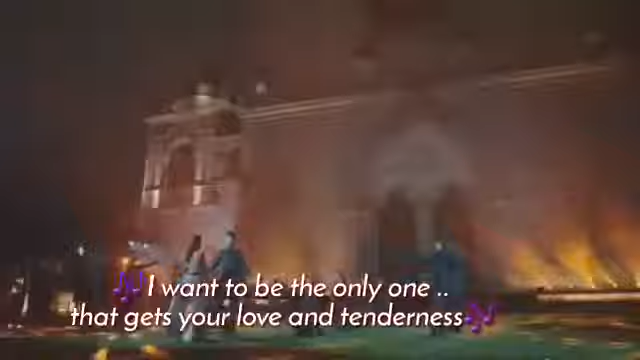 🎶I want to be the only one ..
that gets your love and tenderness🎶